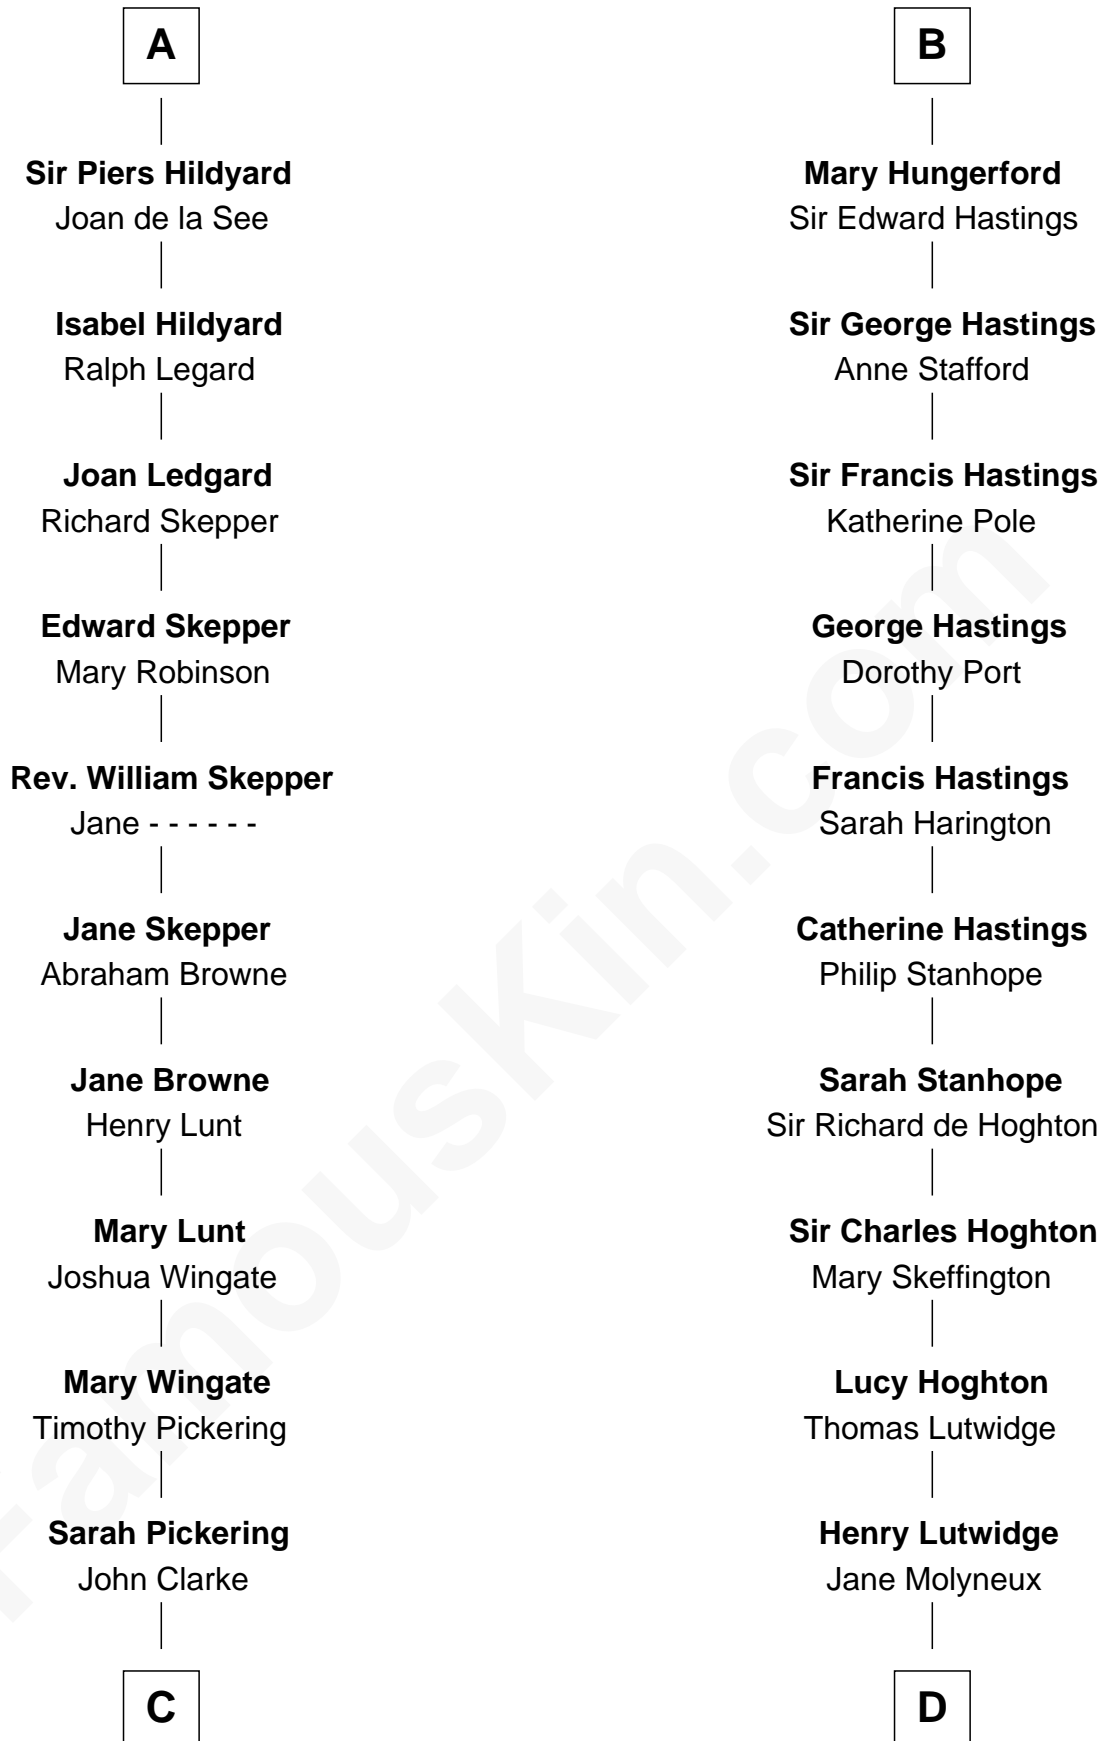 A
Sir Piers Hildyard
Joan de la See
Isabel Hildyard
Ralph Legard
Joan Ledgard
Richard Skepper
Edward Skepper
Mary Robinson
Rev. William Skepper
Jane - - - - - -
Jane Skepper
Abraham Browne
Jane Browne
Henry Lunt
Mary Lunt
Joshua Wingate
Mary Wingate
Timothy Pickering
Sarah Pickering
John Clarke
C
B
Mary Hungerford
Sir Edward Hastings
Sir George Hastings
Anne Stafford
Sir Francis Hastings
Katherine Pole
George Hastings
Dorothy Port
Francis Hastings
Sarah Harington
Catherine Hastings
Philip Stanhope
Sarah Stanhope
Sir Richard de Hoghton
Sir Charles Hoghton
Mary Skeffington
Lucy Hoghton
Thomas Lutwidge
Henry Lutwidge
Jane Molyneux
D
FamousKin.com